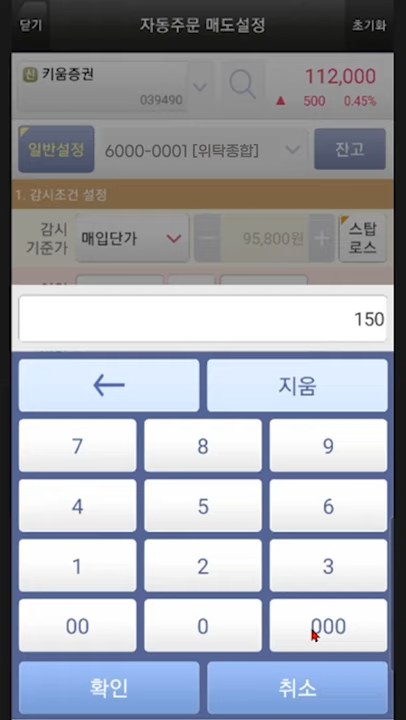 닫기 자동주문 매도설정 초기화
신 키움증권 112,000
039490 ▲ 500 0.45%
일반설정 6000-0001 [위탁종합] 잔고
1. 감시조건 설정
감시 기준가 매입단가 − 95,800원 + 스탑 로스
150
← 지움
7 8 9
4 5 6
1 2 3
00 0 000
확인 취소